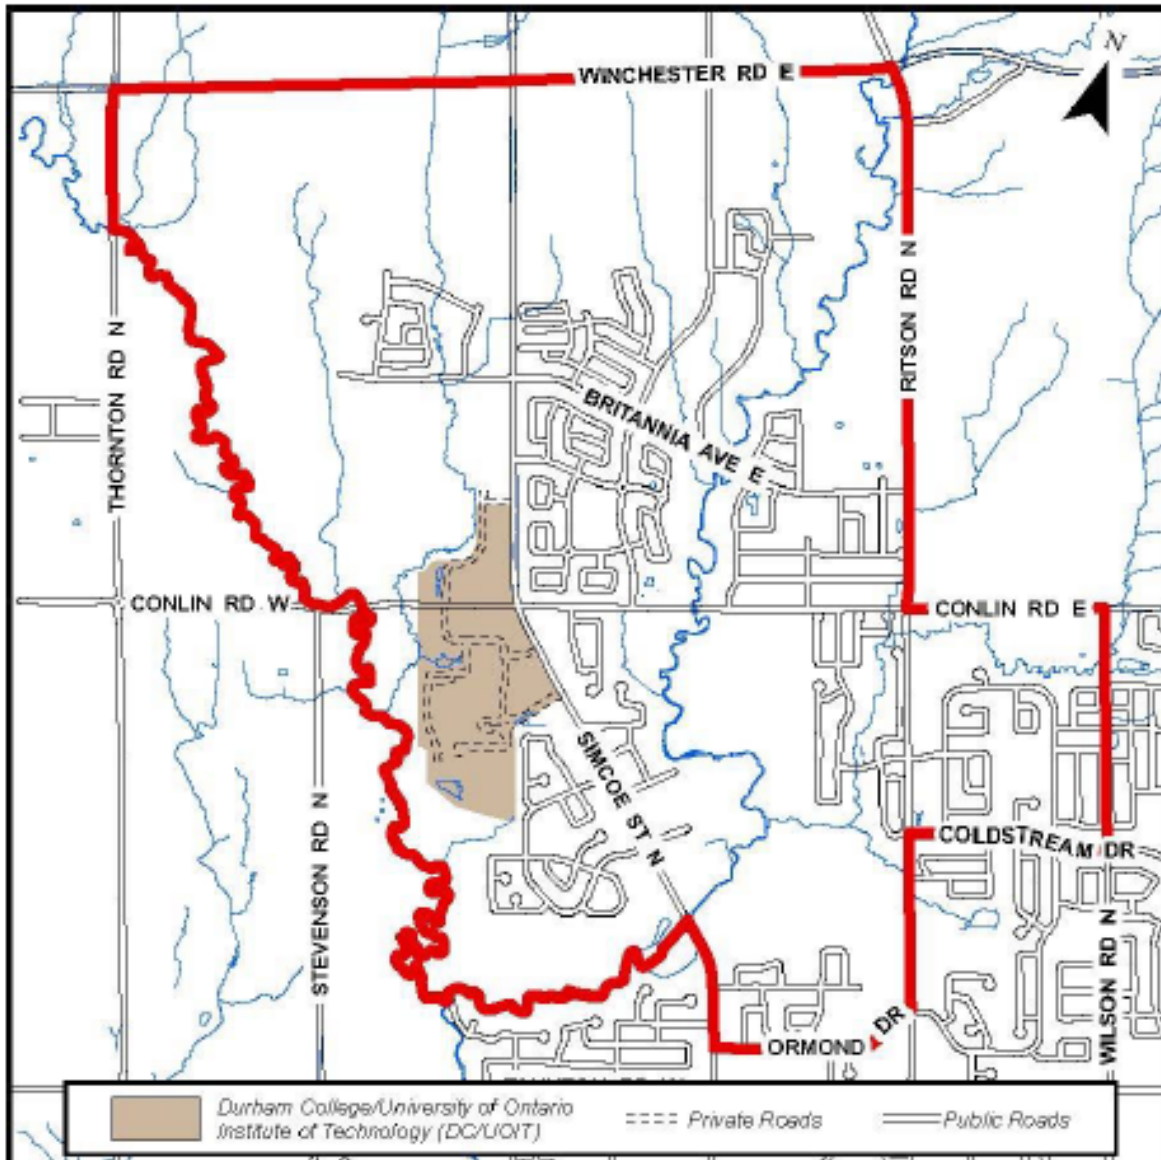 N
WINCHESTER RD E
RITSON RD N
THORNTON RD N
BRITANNIA AVE E
CONLIN RD W
CONLIN RD E
SIMCOE ST N
STEVENSON RD N
COLDSTREAM DR
WILSON RD N
ORMOND DR
Durham College/University of Ontario
Institute of Technology (DC/UOIT)
Private Roads
Public Roads